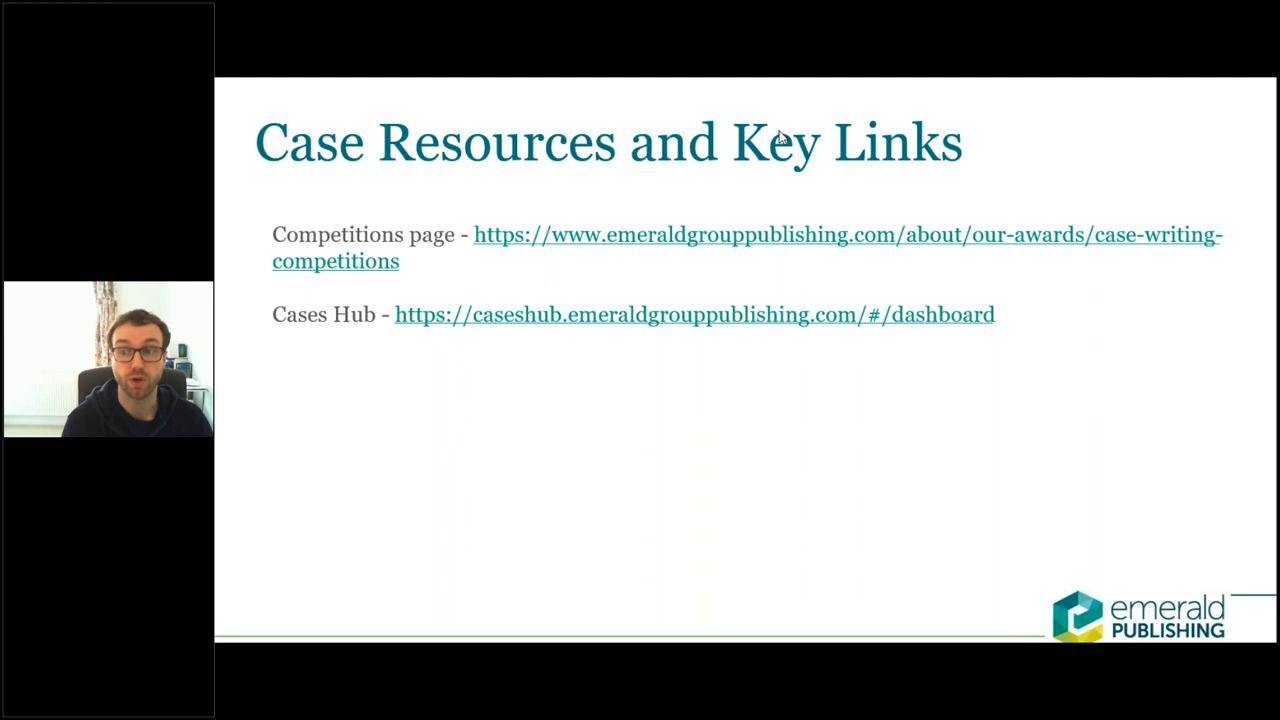 Case Resources and Key Links
Competitions page - https://www.emeraldgrouppublishing.com/about/our-awards/case-writing-
competitions
Cases Hub - https://caseshub.emeraldgrouppublishing.com/#/dashboard
emerald
PUBLISHING